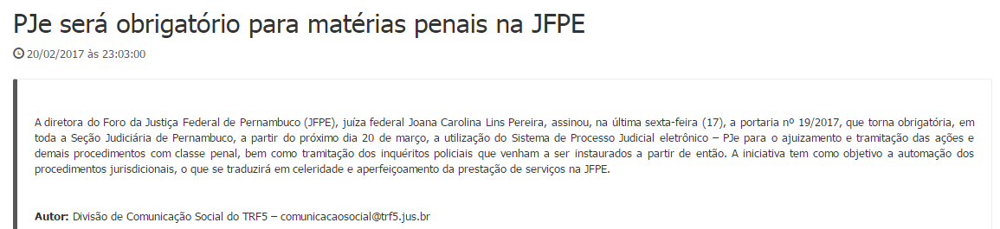 PJe será obrigatório para matérias penais na JFPE
20/02/2017 às 23:03:00
A diretora do Foro da Justiça Federal de Pernambuco (JFPE), juíza federal Joana Carolina Lins Pereira, assinou, na última sexta-feira (17), a portaria nº 19/2017, que torna obrigatória, em
toda a Seção Judiciária de Pernambuco, a partir do próximo dia 20 de março, a utilização do Sistema de Processo Judicial eletrônico – PJe para o ajuizamento e tramitação das ações e
demais procedimentos com classe penal, bem como tramitação dos inquéritos policiais que venham a ser instaurados a partir de então. A iniciativa tem como objetivo a automação dos
procedimentos jurisdicionais, o que se traduzirá em celeridade e aperfeiçoamento da prestação de serviços na JFPE.
Autor: Divisão de Comunicação Social do TRF5 – comunicacaosocial@trf5.jus.br